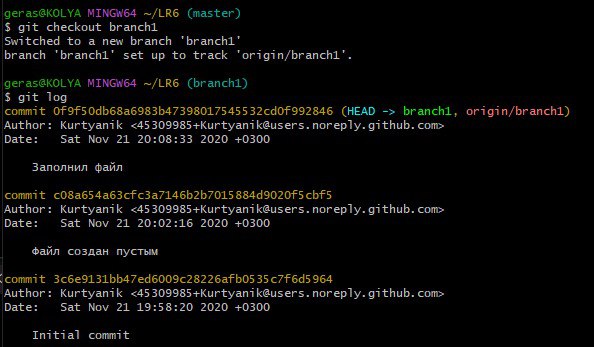 geras@KOLYA MINGW64 ~/LR6 (master)
$ git checkout branch1
Switched to a new branch 'branch1'
branch 'branch1' set up to track 'origin/branch1'.
geras@KOLYA MINGW64 ~/LR6 (branch1)
$ git log
commit 0f9f50db68a6983b47398017545532cd0f992846 (HEAD -> branch1, origin/branch1)
Author: Kurtyanik <45309985+Kurtyanik@users.noreply.github.com>
Date:   Sat Nov 21 20:08:33 2020 +0300
Заполнил файл
commit c08a654a63cfc3a7146b2b7015884d9020f5cbf5
Author: Kurtyanik <45309985+Kurtyanik@users.noreply.github.com>
Date:   Sat Nov 21 20:02:16 2020 +0300
Файл создан пустым
commit 3c6e9131bb47ed6009c28226afb0535c7f6d5964
Author: Kurtyanik <45309985+Kurtyanik@users.noreply.github.com>
Date:   Sat Nov 21 19:58:20 2020 +0300
Initial commit